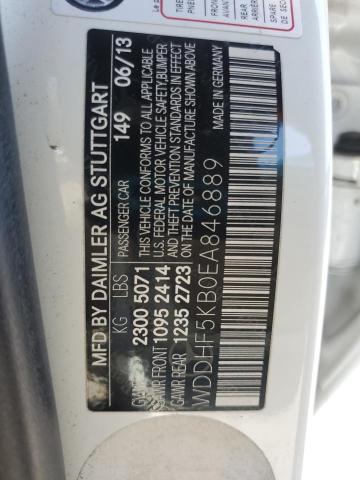 MFD BY DAIMLER AG STUTTGART
KG LBS PASSENGER CAR 149 06/13
2300 5071 THIS VEHICLE CONFORMS TO ALL APPLICABLE
GAWR FRONT 1095 2414 U.S. FEDERAL MOTOR VEHICLE SAFETY, BUMPER
GAWR REAR 1235 2723 AND THEFT PREVENTION STANDARDS IN EFFECT
ON THE DATE OF MANUFACTURE SHOWN ABOVE
WDDHF5KB0EA846889 MADE IN GERMANY
REAR
SPARE